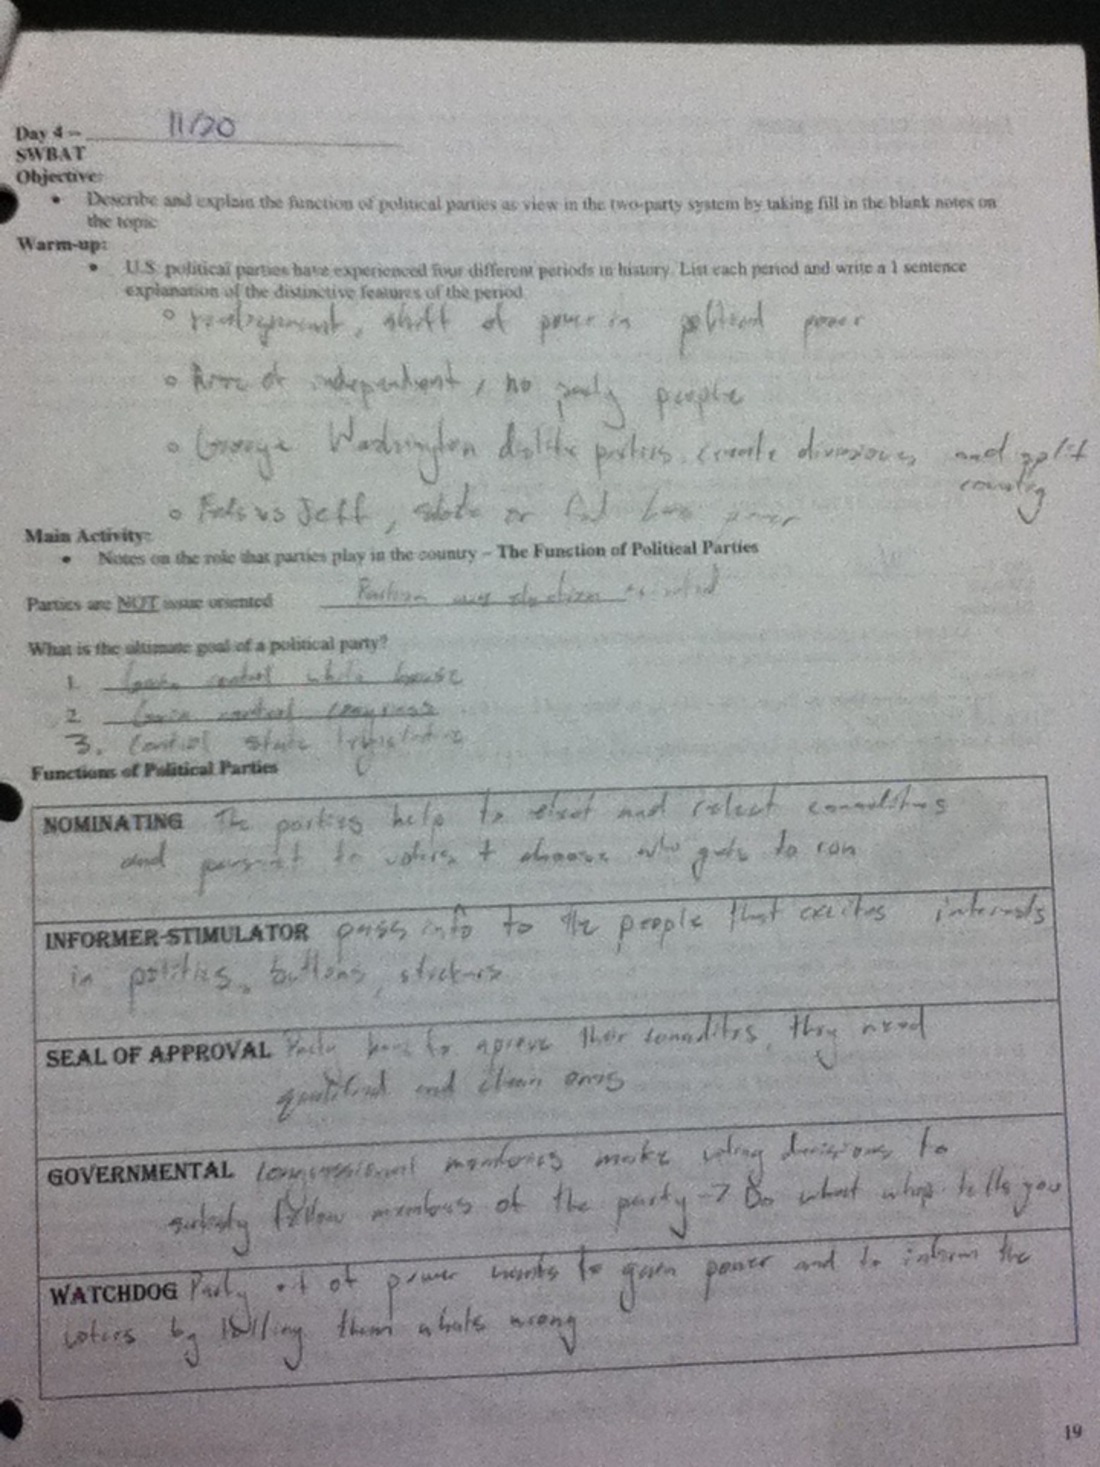 Day 4 – 11/20
SWBAT
Objective:
• Describe and explain the function of political parties as view in the two-party system by taking fill in the blank notes on
the topic
Warm-up:
• U.S. political parties have experienced four different periods in history. List each period and write a 1 sentence
explanation of the distinctive features of the period.
realignment, shift of power in political power
of independent, no party people
George Washington dislike parties, create divisions and split
country
Feds vs Jeff, state or fed power
Main Activity:
• Notes on the role that parties play in the country – The Function of Political Parties
Parties are NOT issue oriented election oriented
What is the ultimate goal of a political party?
1. control white house
2. Gain control congress
3. Control state legislative
Functions of Political Parties
NOMINATING The parties help to elect and select
and present to voters + choose who gets to run
INFORMER-STIMULATOR pass info to the people that excites interests
in politics, buttons, stickers
SEAL OF APPROVAL Party have to aprove their canaditos, they need
qualified and clean ones
GOVERNMENTAL Congressional make voting decisions to
follow members of the party → Do what whip tells you
WATCHDOG Party out of power wants to gain power and to inform the
voters by telling them whats wrong
19